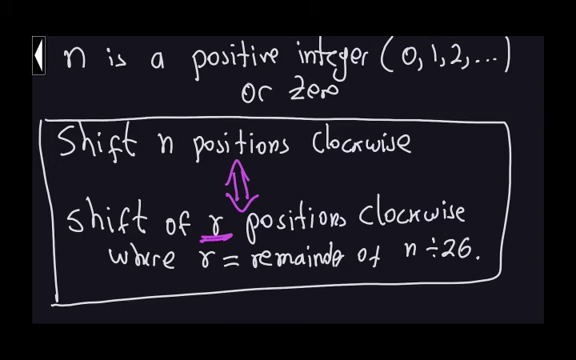 n is a positive integer (0, 1, 2, ...)
or zero
Shift n positions clockwise
shift of r positions clockwise
where r = remainder of n ÷ 26.